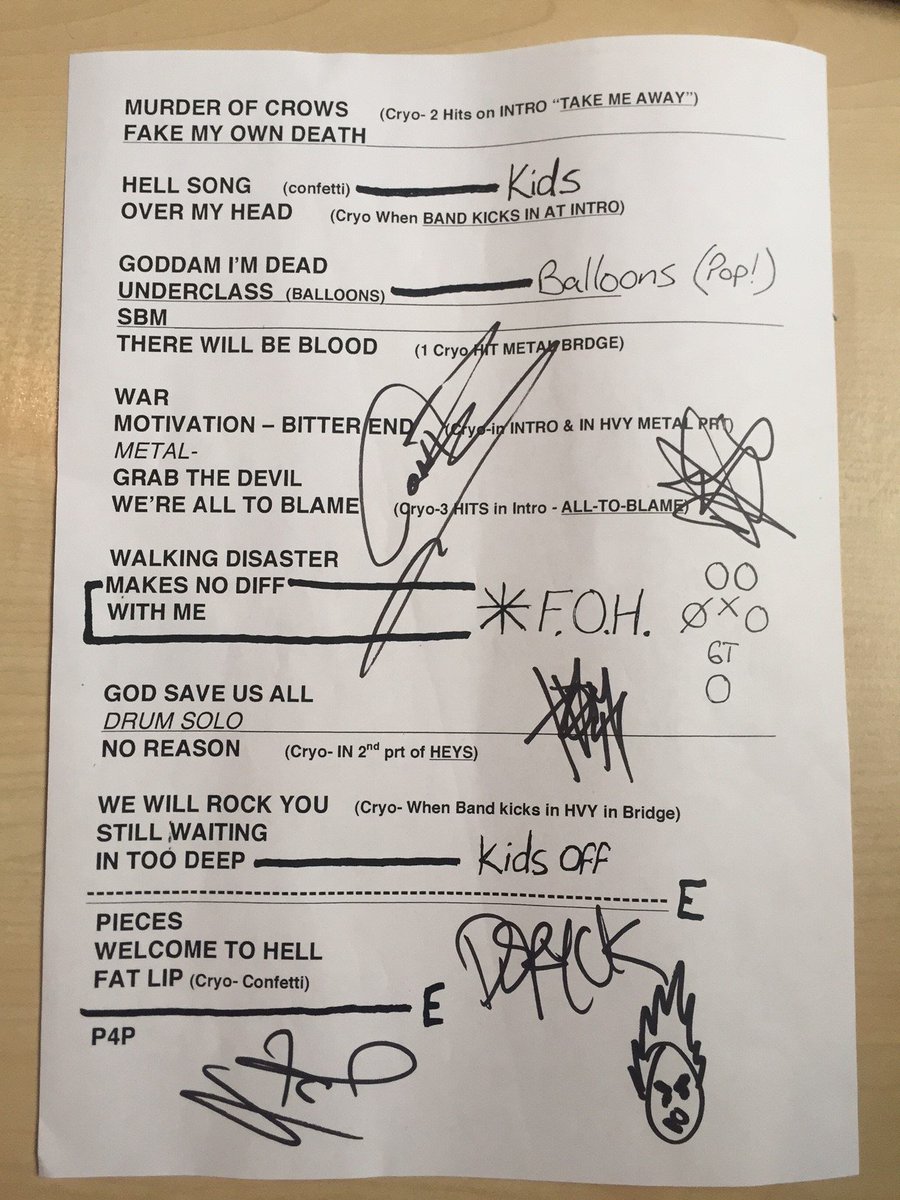 MURDER OF CROWS (Cryo- 2 Hits on INTRO “TAKE ME AWAY”)
FAKE MY OWN DEATH
HELL SONG (confetti) Kids
OVER MY HEAD (Cryo When BAND KICKS IN AT INTRO)
GODDAM I'M DEAD
UNDERCLASS (BALLOONS) Balloons (Pop!)
SBM
THERE WILL BE BLOOD (1 Cryo HIT METAL BRDGE)
WAR
MOTIVATION – BITTER END (Cryo-in INTRO & IN HVY METAL PRT)
METAL-
GRAB THE DEVIL
WE'RE ALL TO BLAME (Cryo-3 HITS in Intro - ALL-TO-BLAME)
WALKING DISASTER
MAKES NO DIFF
WITH ME * F.O.H.
GT
GOD SAVE US ALL
DRUM SOLO
NO REASON (Cryo- IN 2nd prt of HEYS)
WE WILL ROCK YOU (Cryo- When Band kicks in HVY in Bridge)
STILL WAITING
IN TOO DEEP Kids OFF
E
PIECES
WELCOME TO HELL DERYCK
FAT LIP (Cryo- Confetti)
E
P4P